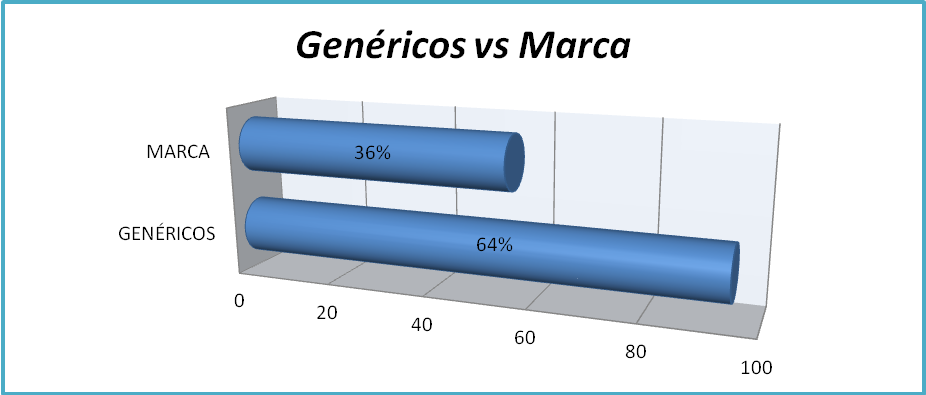 Genéricos vs Marca
MARCA
36%
GENÉRICOS
64%
0
20
40
60
80
100